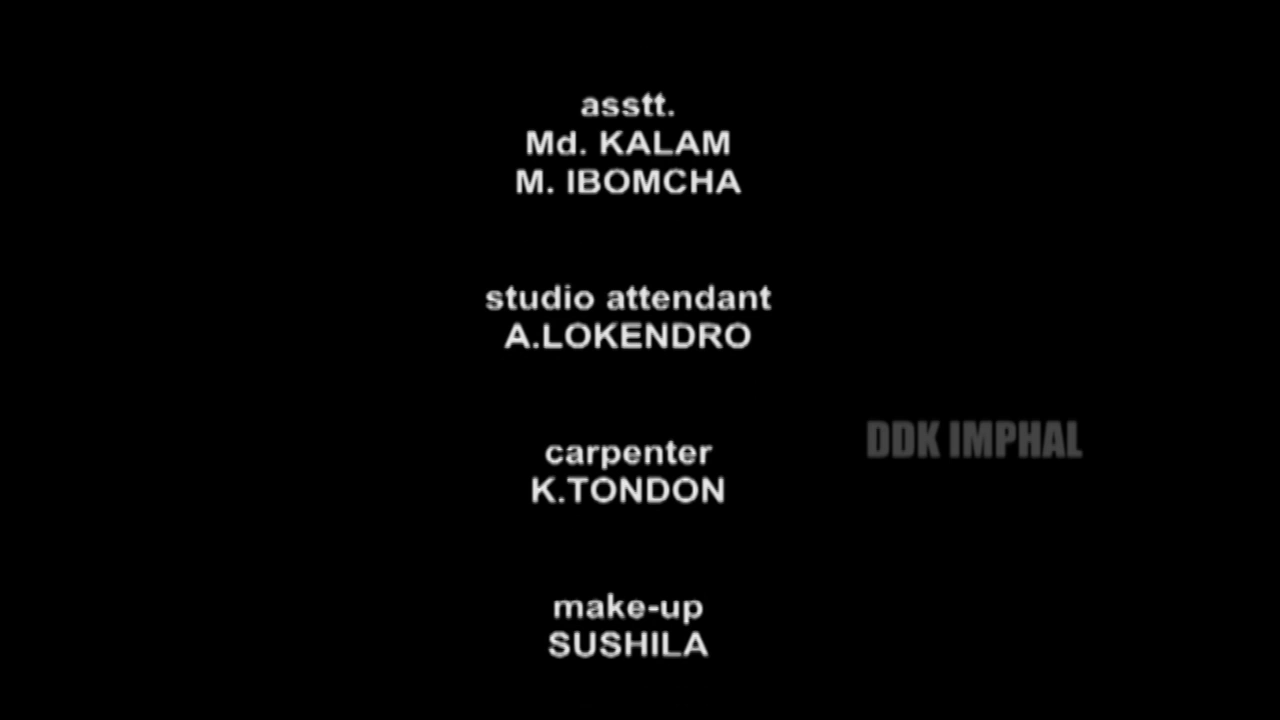 asstt.
Md. KALAM
M. IBOMCHA
studio attendant
A.LOKENDRO
DDK IMPHAL
carpenter
K.TONDON
make-up
SUSHILA